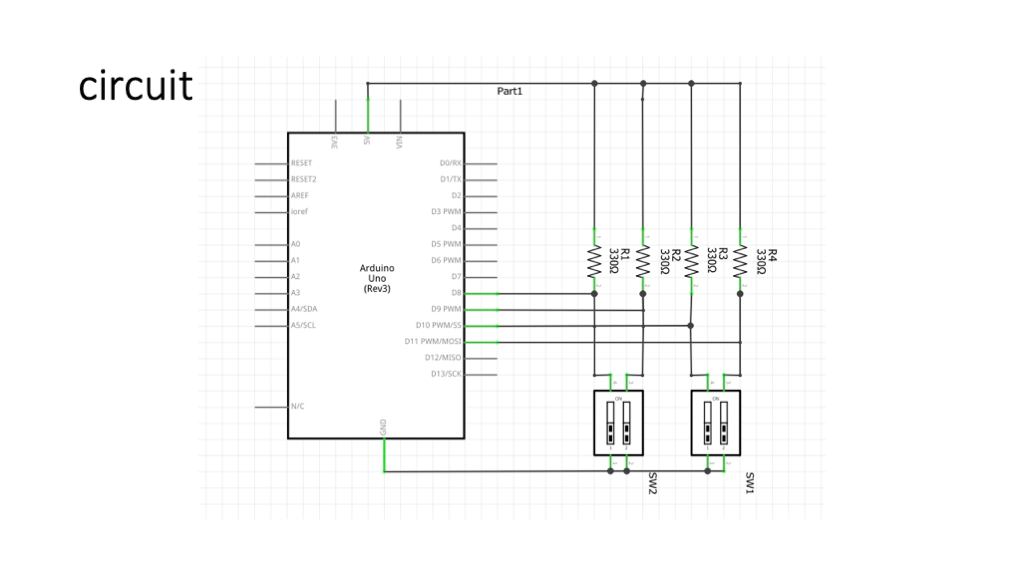 circuit
Part1
3V3
5V
VIN
RESET
RESET2
AREF
ioref
A0
A1
A2
A3
A4/SDA
A5/SCL
N/C
Arduino
Uno
(Rev3)
D0/RX
D1/TX
D2
D3 PWM
D4
D5 PWM
D6 PWM
D7
D8
D9 PWM
D10 PWM/SS
D11 PWM/MOSI
D12/MISO
D13/SCK
GND
R1
330Ω
R2
330Ω
R3
330Ω
R4
330Ω
ON
ON
SW2
SW1